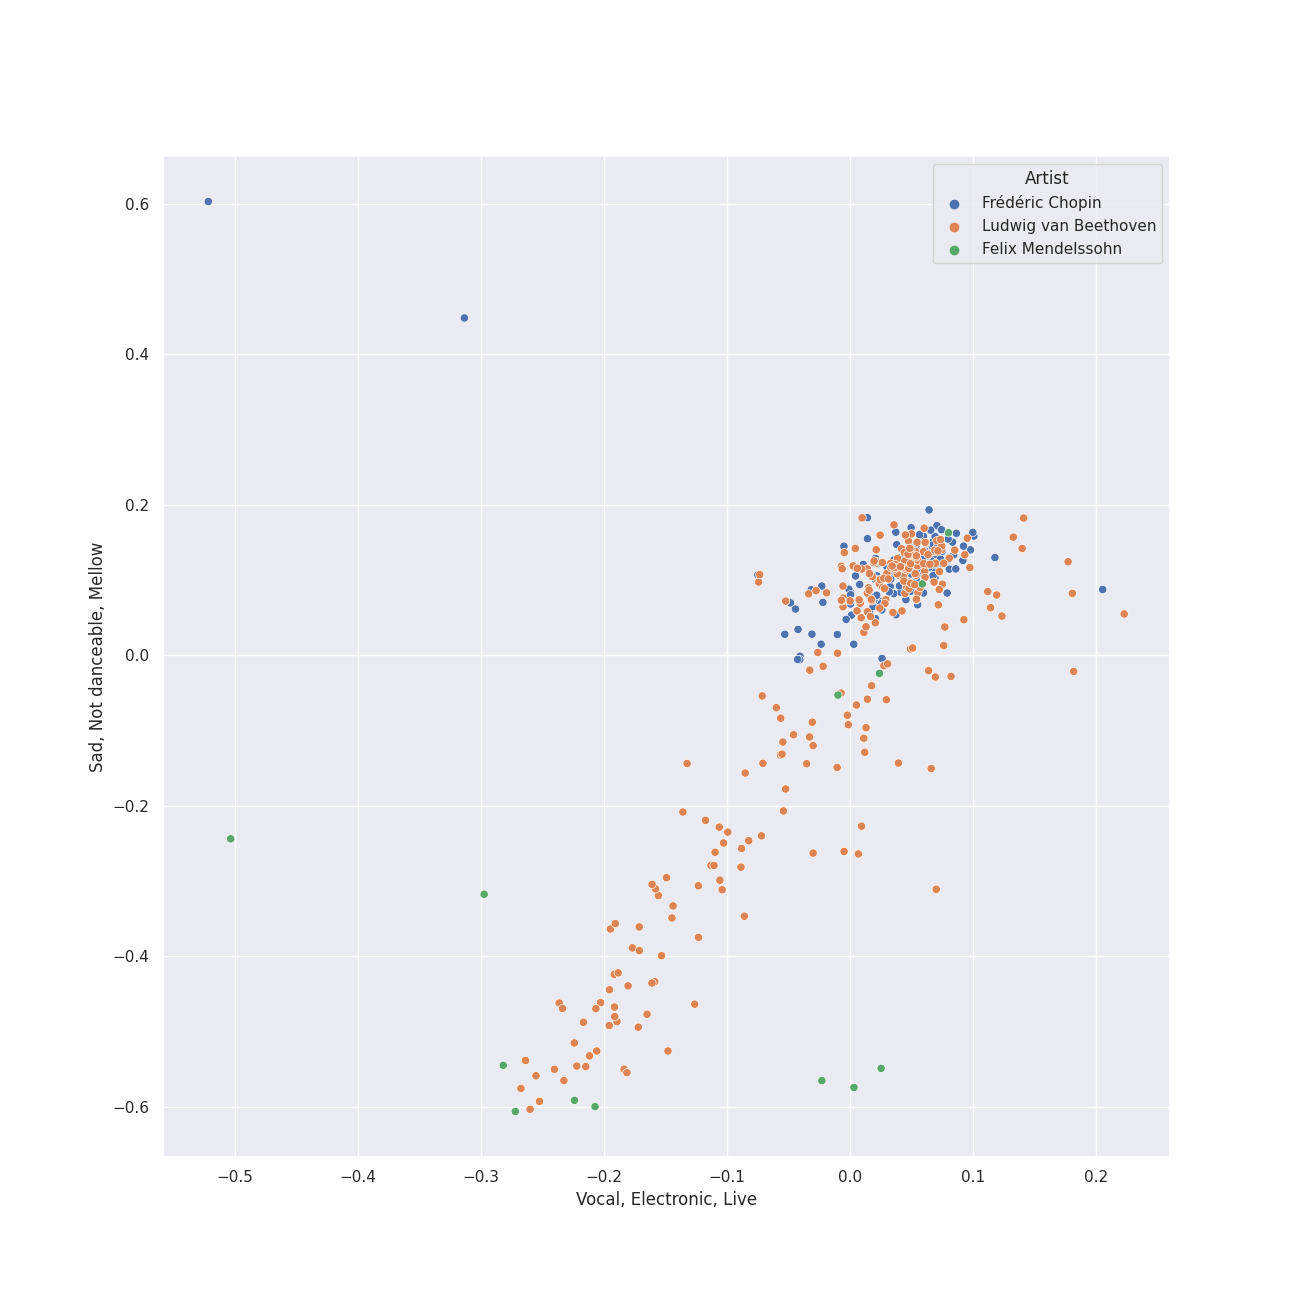 Artist
Frédéric Chopin
Ludwig van Beethoven
Felix Mendelssohn
0.6
0.4
0.2
0.0
−0.2
−0.4
−0.6
Sad, Not danceable, Mellow
−0.5 −0.4 −0.3 −0.2 −0.1 0.0 0.1 0.2
Vocal, Electronic, Live